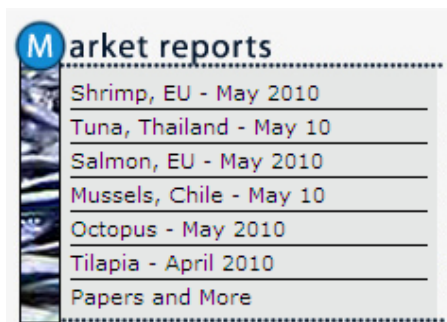 Market reports
Shrimp, EU - May 2010
Tuna, Thailand - May 10
Salmon, EU - May 2010
Mussels, Chile - May 10
Octopus - May 2010
Tilapia - April 2010
Papers and More